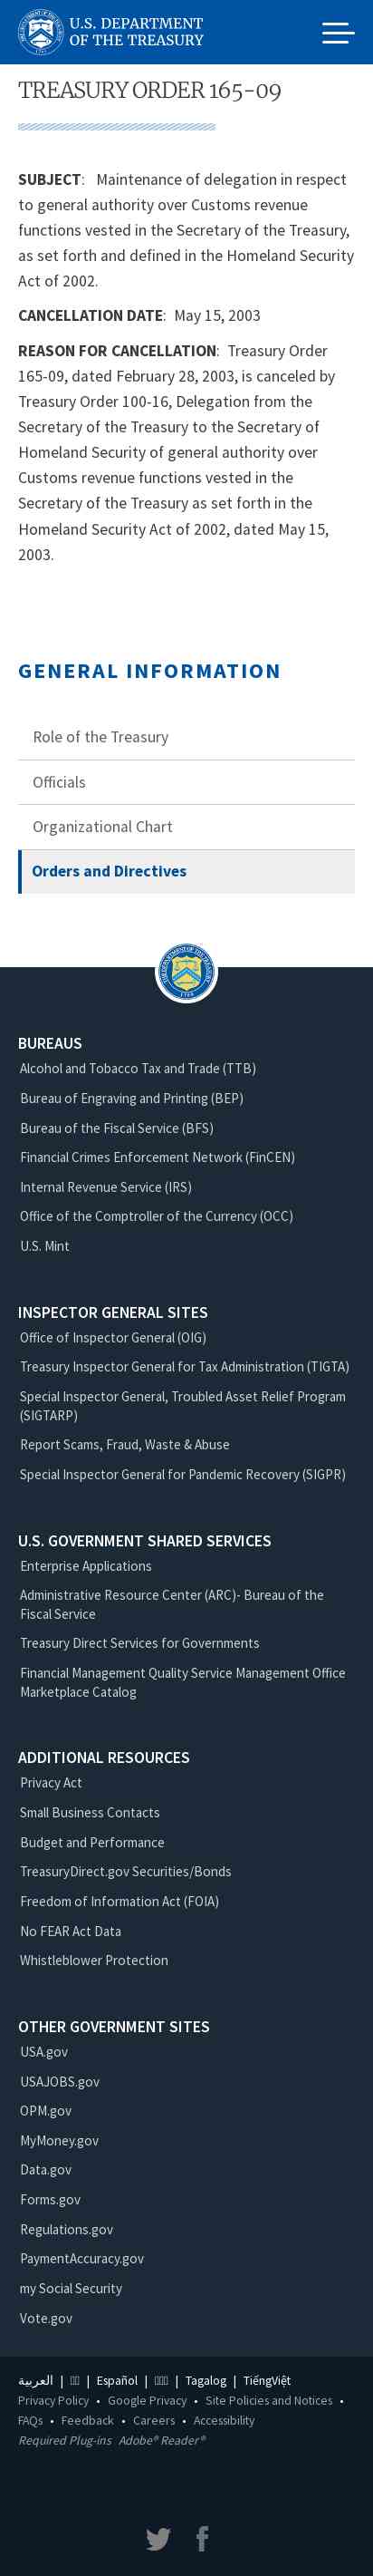 U.S. DEPARTMENT
OF THE TREASURY
TREASURY ORDER 165-09
SUBJECT: Maintenance of delegation in respect
to general authority over Customs revenue
functions vested in the Secretary of the Treasury,
as set forth and defined in the Homeland Security
Act of 2002.
CANCELLATION DATE: May 15, 2003
REASON FOR CANCELLATION: Treasury Order
165-09, dated February 28, 2003, is canceled by
Treasury Order 100-16, Delegation from the
Secretary of the Treasury to the Secretary of
Homeland Security of general authority over
Customs revenue functions vested in the
Secretary of the Treasury as set forth in the
Homeland Security Act of 2002, dated May 15,
2003.
GENERAL INFORMATION
Role of the Treasury
Officials
Organizational Chart
Orders and Directives
BUREAUS
Alcohol and Tobacco Tax and Trade (TTB)
Bureau of Engraving and Printing (BEP)
Bureau of the Fiscal Service (BFS)
Financial Crimes Enforcement Network (FinCEN)
Internal Revenue Service (IRS)
Office of the Comptroller of the Currency (OCC)
U.S. Mint
INSPECTOR GENERAL SITES
Office of Inspector General (OIG)
Treasury Inspector General for Tax Administration (TIGTA)
Special Inspector General, Troubled Asset Relief Program
(SIGTARP)
Report Scams, Fraud, Waste & Abuse
Special Inspector General for Pandemic Recovery (SIGPR)
U.S. GOVERNMENT SHARED SERVICES
Enterprise Applications
Administrative Resource Center (ARC)- Bureau of the
Fiscal Service
Treasury Direct Services for Governments
Financial Management Quality Service Management Office
Marketplace Catalog
ADDITIONAL RESOURCES
Privacy Act
Small Business Contacts
Budget and Performance
TreasuryDirect.gov Securities/Bonds
Freedom of Information Act (FOIA)
No FEAR Act Data
Whistleblower Protection
OTHER GOVERNMENT SITES
USA.gov
USAJOBS.gov
OPM.gov
MyMoney.gov
Data.gov
Forms.gov
Regulations.gov
PaymentAccuracy.gov
my Social Security
Vote.gov
العربية | | Español | | Tagalog | TiếngViệt
Privacy Policy • Google Privacy • Site Policies and Notices •
FAQs • Feedback • Careers • Accessibility
Required Plug-ins Adobe® Reader®